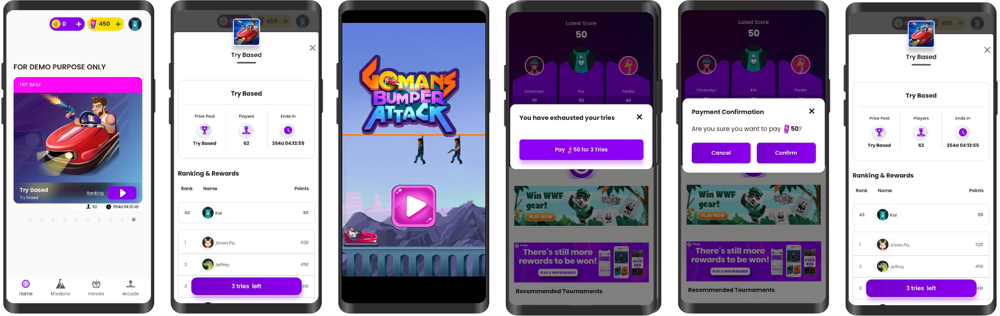 0 +
450 +
FOR DEMO PURPOSE ONLY
TRY BASE
Try Based
Try Based
Ranking
62
354d 04:13:48
Home
Missions
Heroes
Arcade
450
Try Based
Try Based
Prize Pool
Players
Ends in
Try Based
62
354d 04:13:55
Ranking & Rewards
Rank
Name
Points
43
Kai
50
1
Joven Pa..
620
2
Jeffrey
450
3
3 tries left
410
GOMAN'S
BUMPER
ATTACK
Latest Score
50
Olivevalyn
Kai
Panila
70
50
40
You have exhausted your tries
Pay 50 for 3 Tries
Win WWF
gear!
PLAY NOW
WWF
Goama
There's still more
rewards to be won!
PLAY & WIN REWARDS
Recommended Tournaments
Latest Score
50
Olivevalyn
Kai
Panila
Payment Confirmation
Are you sure you want to pay 50?
Cancel
Confirm
Win WWF
gear!
PLAY NOW
WWF
Goama
There's still more
rewards to be won!
PLAY & WIN REWARDS
Recommended Tournaments
450
Try Based
Try Based
Prize Pool
Players
Ends in
Try Based
62
354d 04:13:55
Ranking & Rewards
Rank
Name
Points
43
Kai
50
1
Joven Pa..
620
2
Jeffrey
450
3
3 tries left
410